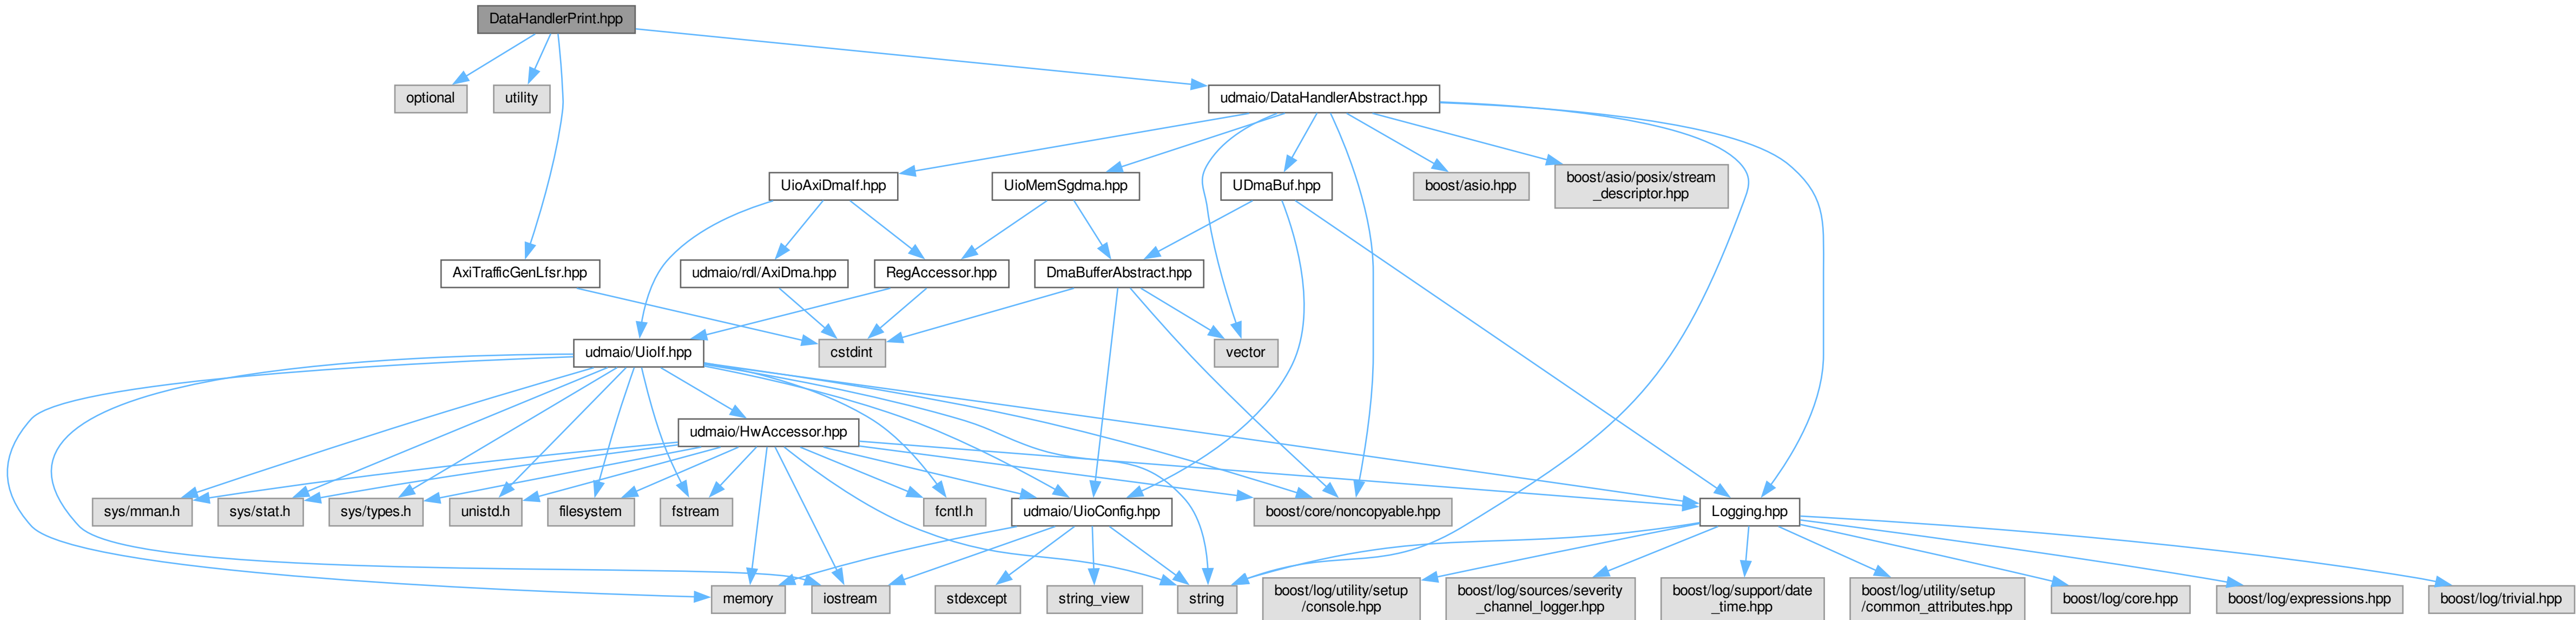 DataHandlerPrint.hpp
optional
utility
udmaio/DataHandlerAbstract.hpp
UioAxiDmaIf.hpp
UioMemSgdma.hpp
UDmaBuf.hpp
boost/asio.hpp
boost/asio/posix/stream
_descriptor.hpp
AxiTrafficGenLfsr.hpp
udmaio/rdl/AxiDma.hpp
RegAccessor.hpp
DmaBufferAbstract.hpp
udmaio/UioIf.hpp
cstdint
vector
udmaio/HwAccessor.hpp
sys/mman.h
sys/stat.h
sys/types.h
unistd.h
filesystem
fstream
fcntl.h
udmaio/UioConfig.hpp
boost/core/noncopyable.hpp
Logging.hpp
memory
iostream
stdexcept
string_view
string
boost/log/utility/setup
/console.hpp
boost/log/sources/severity
_channel_logger.hpp
boost/log/support/date
_time.hpp
boost/log/utility/setup
/common_attributes.hpp
boost/log/core.hpp
boost/log/expressions.hpp
boost/log/trivial.hpp